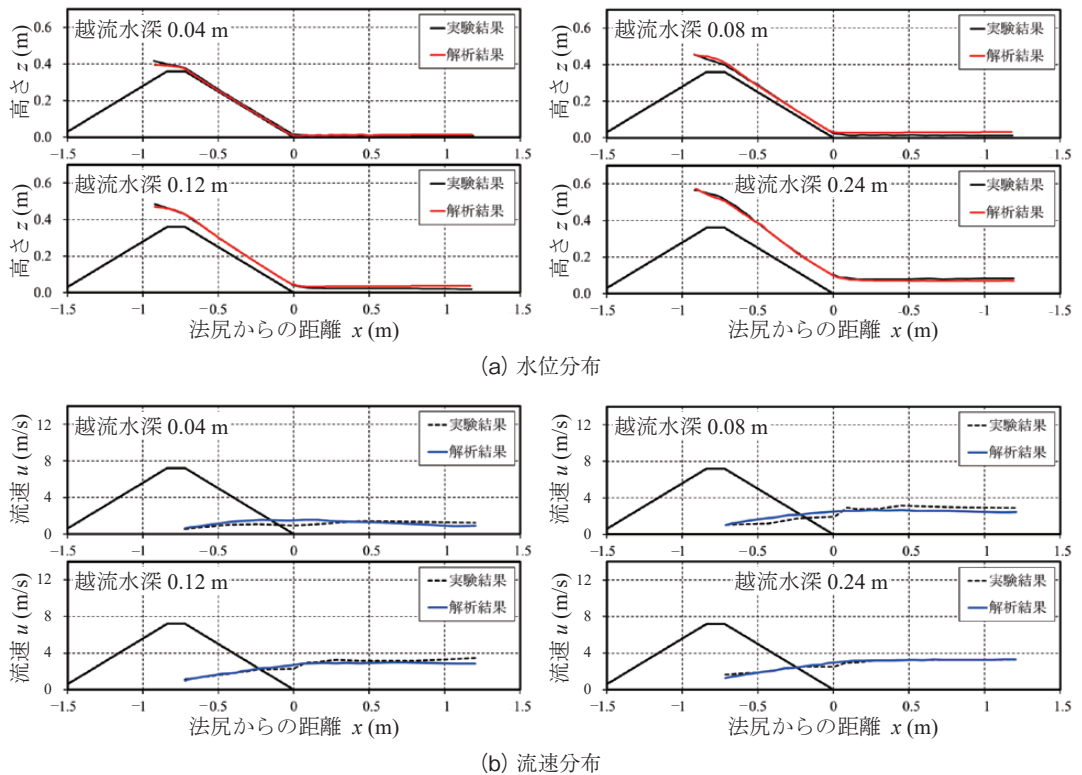 越流水深 0.04 m
実験結果
解析結果
高さ z (m)
0.6
0.4
0.2
0.0
−1.5 −1 −0.5 0 0.5 1 1.5
越流水深 0.08 m
実験結果
解析結果
高さ z (m)
0.6
0.4
0.2
0.0
−1.5 −1 −0.5 0 0.5 1 1.5
越流水深 0.12 m
実験結果
解析結果
高さ z (m)
0.6
0.4
0.2
0.0
−1.5 −1 −0.5 0 0.5 1 1.5
法尻からの距離 x (m)
越流水深 0.24 m
実験結果
解析結果
高さ z (m)
0.6
0.4
0.2
0.0
−1.5 −1 −0.5 0 0.5 1 -1.5
法尻からの距離 x (m)
(a) 水位分布
越流水深 0.04 m
実験結果
解析結果
流速 u (m/s)
12
8
4
0
−1.5 −1 −0.5 0 0.5 1 1.5
越流水深 0.08 m
実験結果
解析結果
流速 u (m/s)
12
8
4
0
−1.5 −1 −0.5 0 0.5 1 1.5
越流水深 0.12 m
実験結果
解析結果
流速 u (m/s)
12
8
4
0
−1.5 −1 −0.5 0 0.5 1 1.5
法尻からの距離 x (m)
越流水深 0.24 m
実験結果
解析結果
流速 u (m/s)
12
8
4
0
−1.5 −1 −0.5 0 0.5 1 1.5
法尻からの距離 x (m)
(b) 流速分布